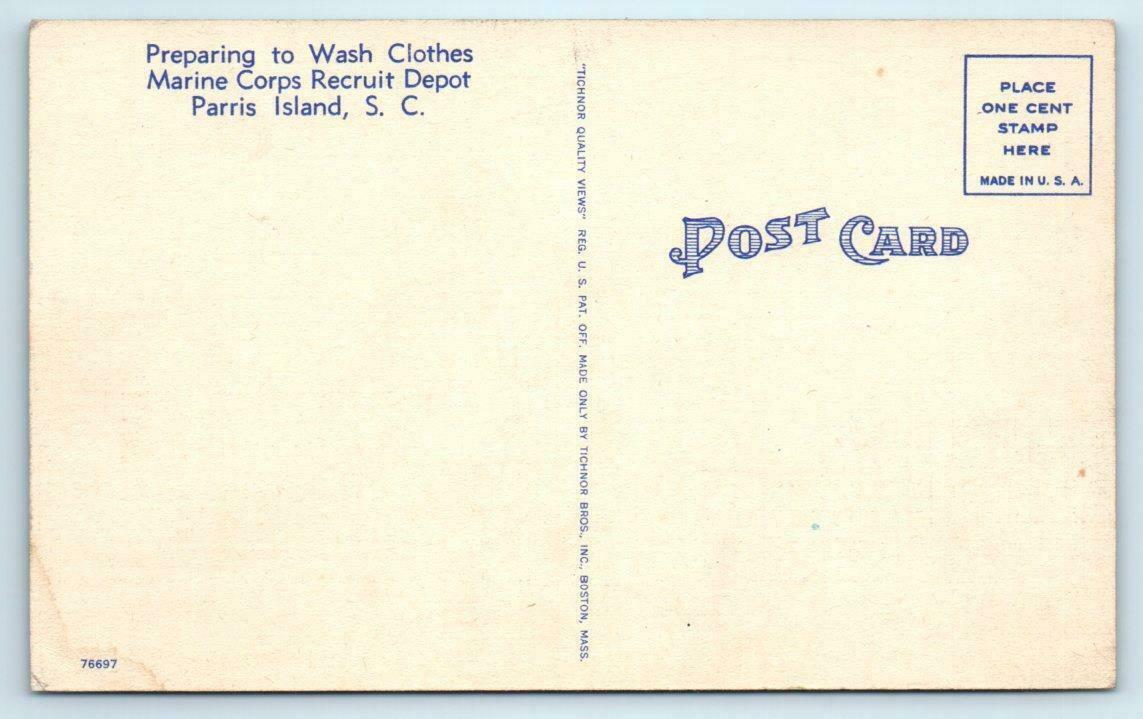 Preparing to Wash Clothes
Marine Corps Recruit Depot
Parris Island, S. C.
"TICHNOR QUALITY VIEWS" REG. U. S. PAT. OFF. MADE ONLY BY TICHNOR BROS., INC., BOSTON, MASS.
PLACE
ONE CENT
STAMP
HERE
MADE IN U. S. A.
POST CARD
76697